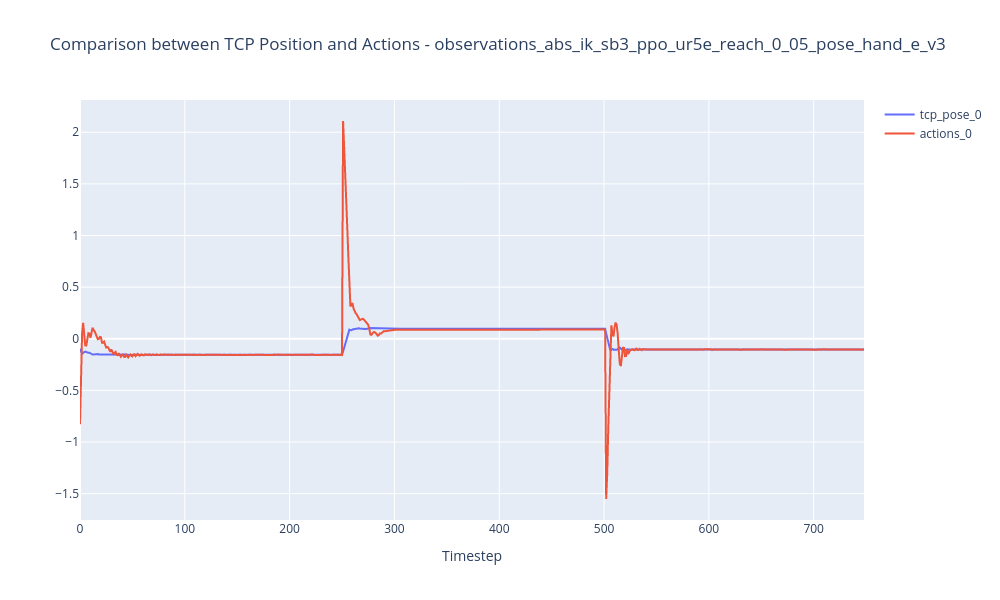 Comparison between TCP Position and Actions - observations_abs_ik_sb3_ppo_ur5e_reach_0_05_pose_hand_e_v3
tcp_pose_0
actions_0
2
1.5
1
0.5
0
−0.5
−1
−1.5
0 100 200 300 400 500 600 700
Timestep